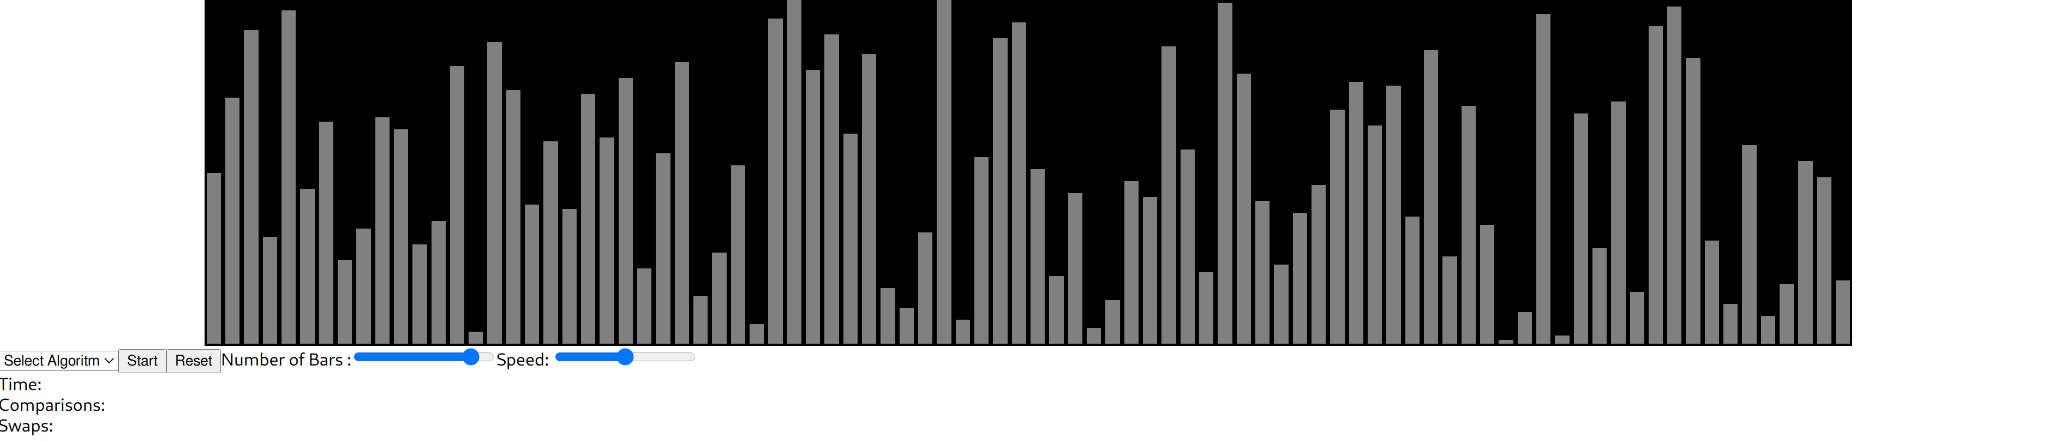 Select Algoritm Start Reset Number of Bars : Speed:
Time:
Comparisons:
Swaps: